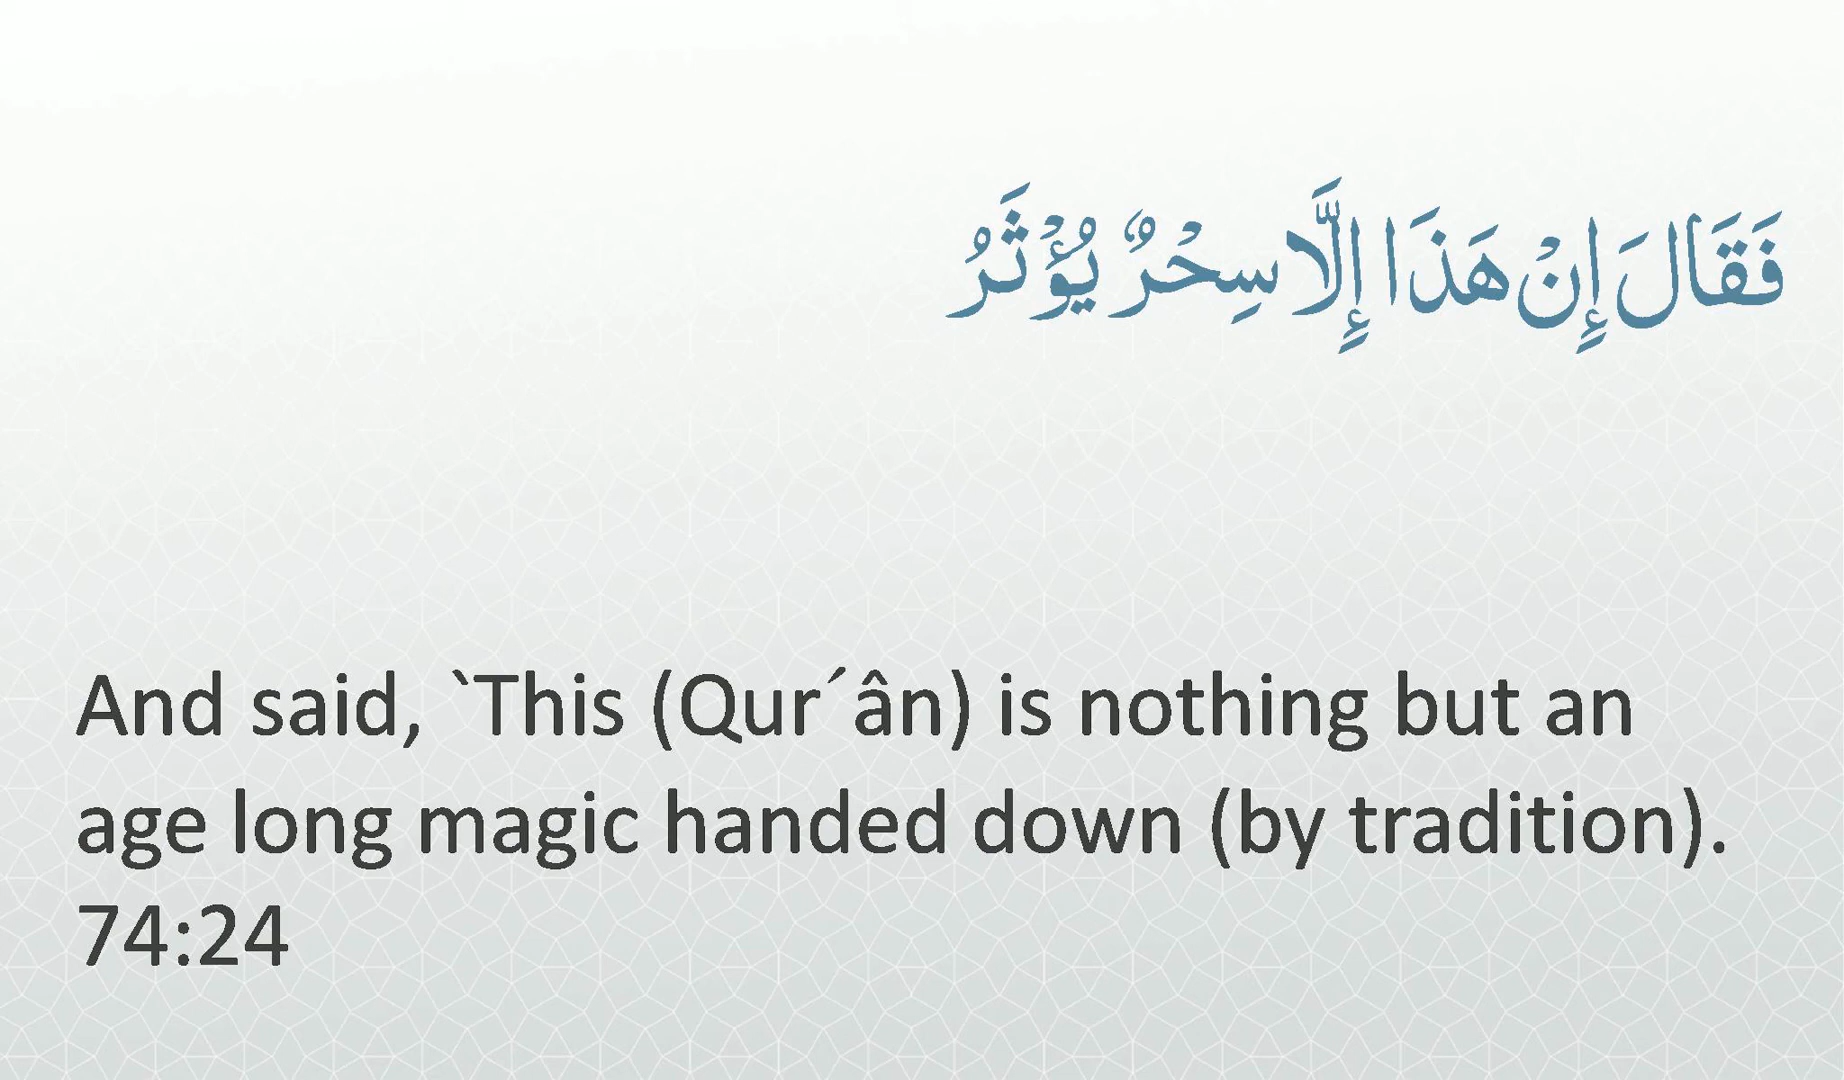 فَقَالَ إِنْ هَذَا إِلَّا سِحْرٌ يُؤْثَرُ
And said, `This (Qur´ân) is nothing but an
age long magic handed down (by tradition).
74:24